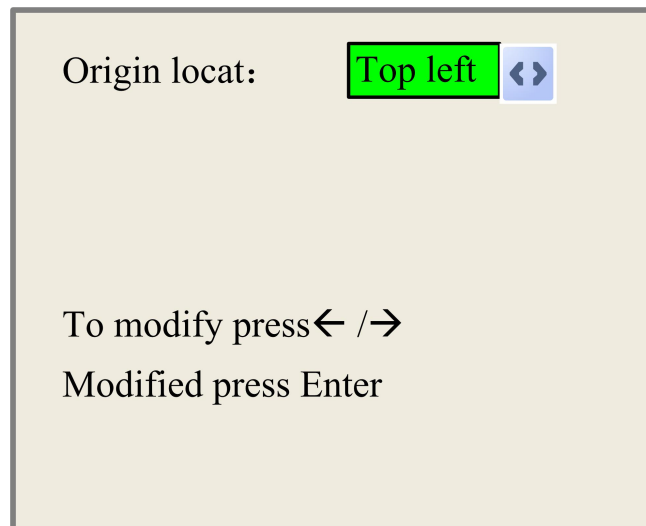 Origin locat： Top left
To modify press← /→
Modified press Enter